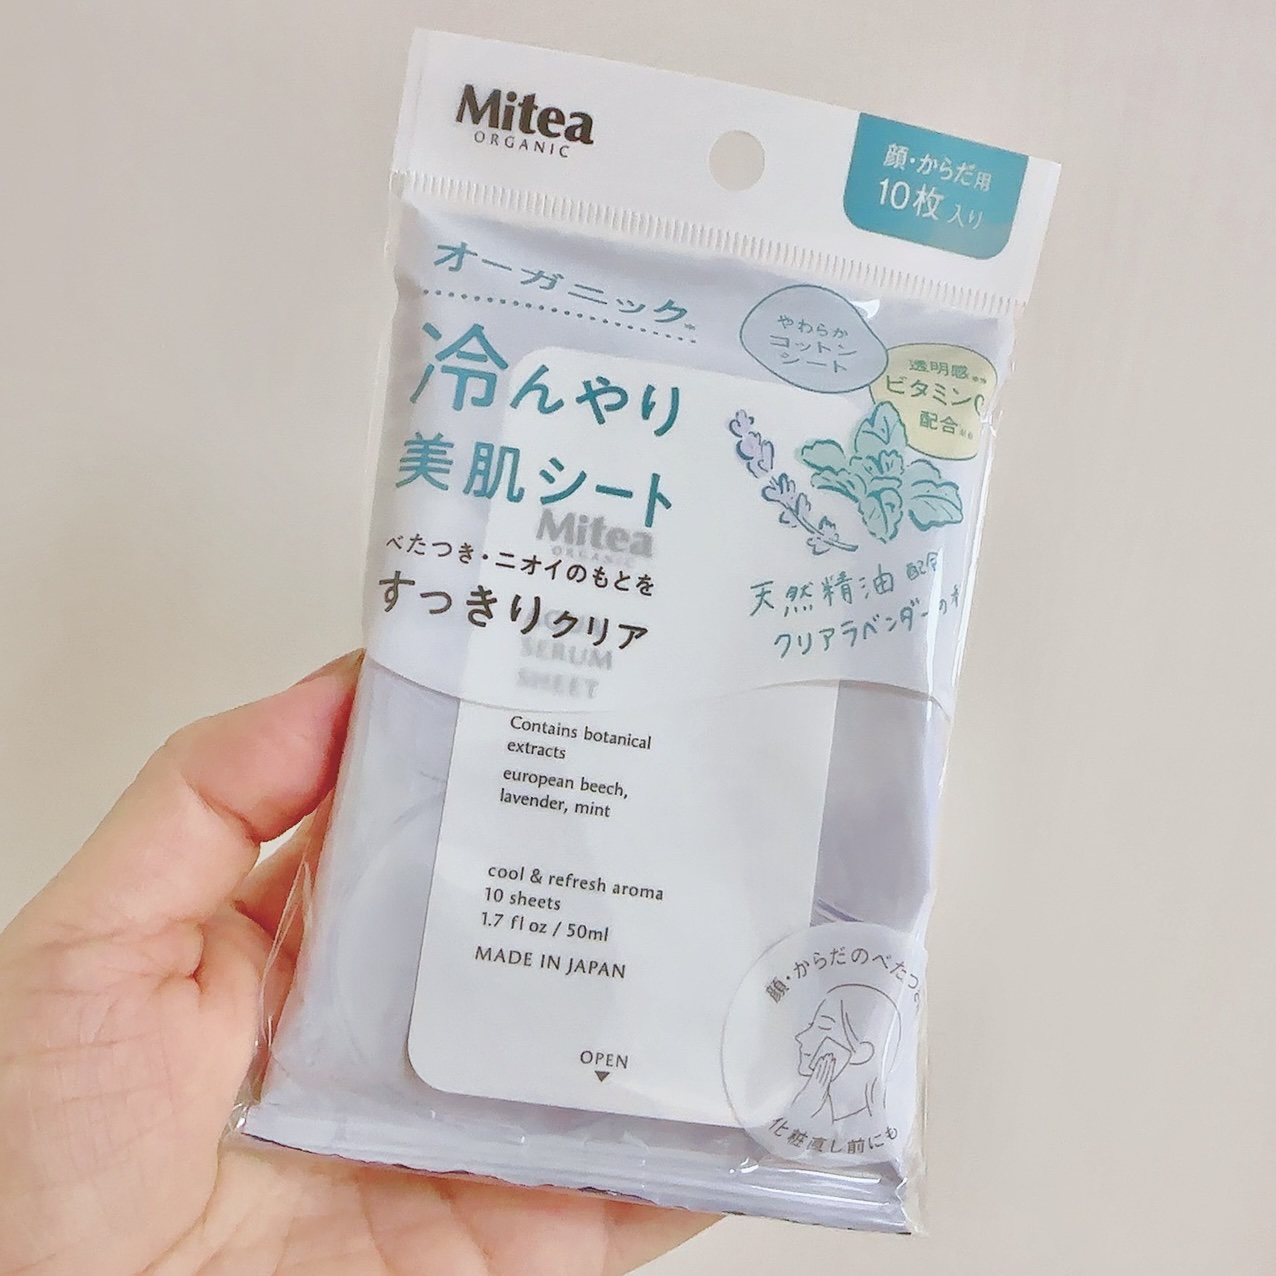 Mitea
ORGANIC
顔・からだ用
10枚入り
オーガニック*
冷んやり
美肌シート
べたつき・ニオイのもとを
すっきりクリア
やわらか
コットン
シート
透明感
ビタミンC
配合
天然精油配合
クリアラベンダーの
Mitea
ORGANIC
SERUM
SHEET
Contains botanical
extracts
european beech,
lavender, mint
cool & refresh aroma
10 sheets
1.7 fl oz / 50ml
MADE IN JAPAN
OPEN
顔・からだのべたつ
化粧直し前にも